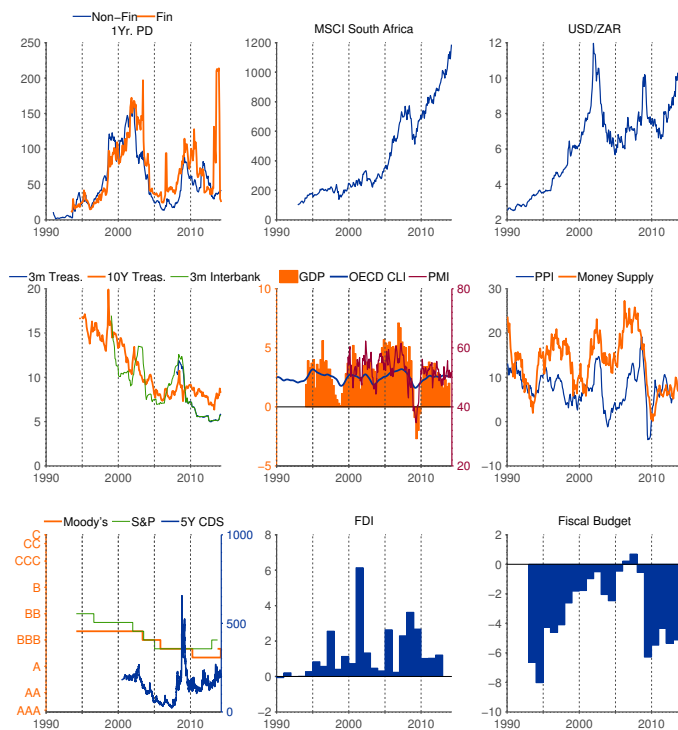 Non-Fin Fin
1Yr. PD
250
200
150
100
50
0
1990 2000 2010
MSCI South Africa
1200
1000
800
600
400
200
0
1990 2000 2010
USD/ZAR
12
10
8
6
4
2
1990 2000 2010
3m Treas. 10Y Treas. 3m Interbank
20
15
10
5
0
1990 2000 2010
GDP OECD CLI PMI
10 80
5 60
0 40
-5 20
1990 2000 2010
PPI Money Supply
30
20
10
0
-10
1990 2000 2010
Moody's S&P 5Y CDS
C 1000
CC
CCC
B
BB 500
BBB
A
AA
AAA 0
1990 2000 2010
FDI
8
6
4
2
0
-2
1990 2000 2010
Fiscal Budget
2
0
-2
-4
-6
-8
-10
1990 2000 2010